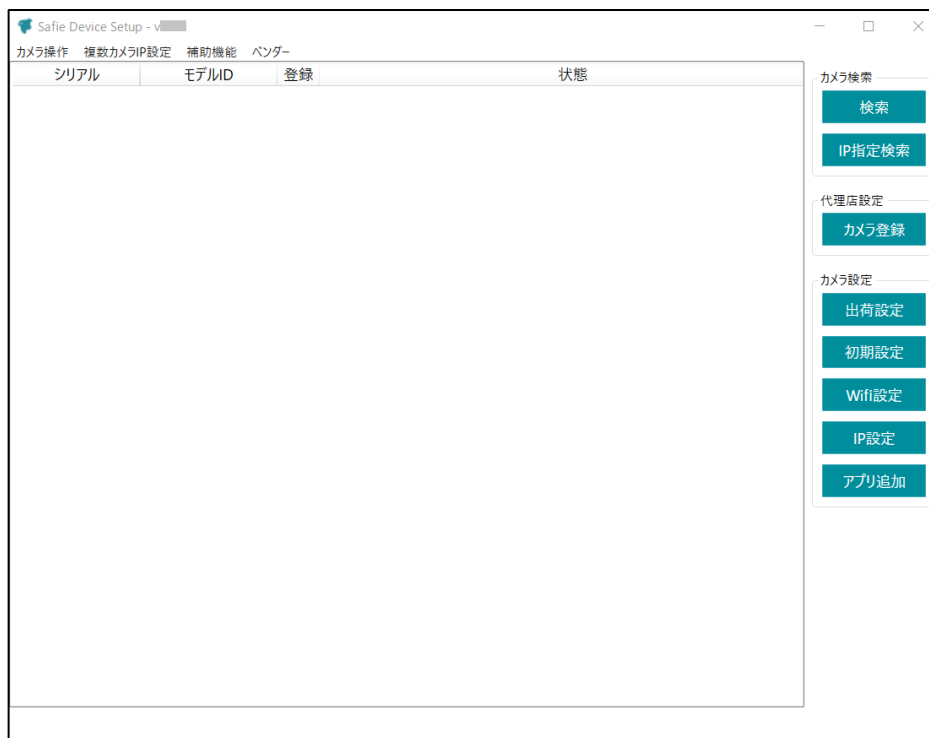 Safie Device Setup - v
カメラ操作 複数カメラIP設定 補助機能 ベンダー
シリアル モデルID 登録 状態
カメラ検索
検索
IP指定検索
代理店設定
カメラ登録
カメラ設定
出荷設定
初期設定
Wifi設定
IP設定
アプリ追加